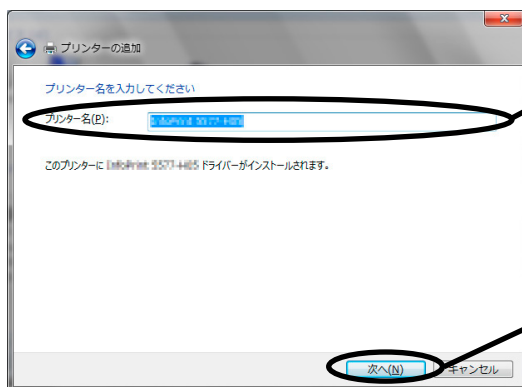 プリンターの追加
プリンター名を入力してください
プリンター名(P):
このプリンターに InfoPrint 5577-H05 ドライバーがインストールされます。
次へ(N)
キャンセル